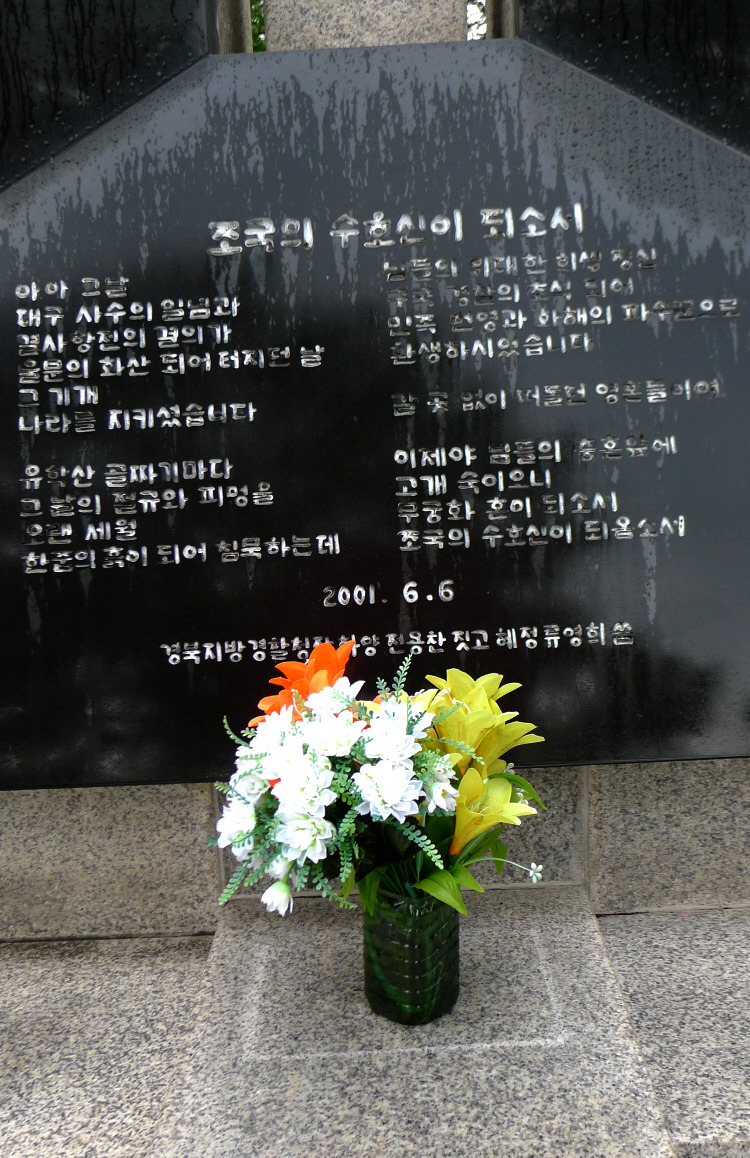 조국의 수호신이 되소서
아아 그날
대구 사수의 일념과
결사항전의 결의가
울분의 화산 되어 터지던 날
그 기개
나라를 지키셨습니다
유학산 골짜기마다
그날의 절규와 피멍울
오랜 세월
한줌의 흙이 되어 침묵하는데
님들의 위대한 희생 정신
구국 경찰의 초석 되어
민족 번영과 화해의 파수꾼으로
환생하시었습니다
갈 곳 없이 떠돌던 영혼들이여
이제야 님들의 충혼앞에
고개 숙이오니
무궁화 혼이 되소서
조국의 수호신이 되옵소서
2001. 6.6
경북지방경찰청장 하양 전용찬 짓고 혜정 류영희 씀